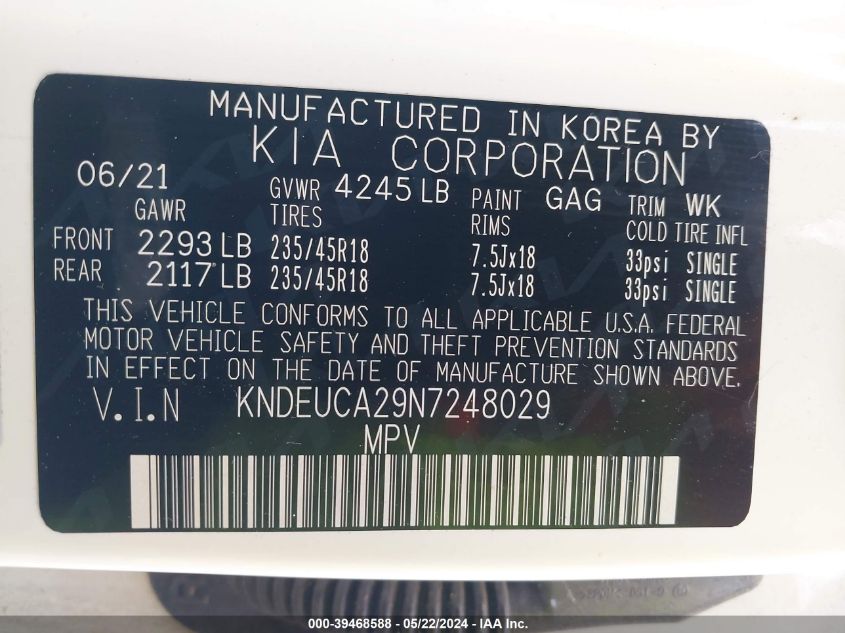 MANUFACTURED IN KOREA BY
KIA CORPORATION
06/21 GVWR 4245 LB PAINT GAG TRIM WK
GAWR TIRES RIMS COLD TIRE INFL
FRONT 2293 LB 235/45R18 7.5Jx18 33psi SINGLE
REAR 2117 LB 235/45R18 7.5Jx18 33psi SINGLE
THIS VEHICLE CONFORMS TO ALL APPLICABLE U.S.A. FEDERAL
MOTOR VEHICLE SAFETY AND THEFT PREVENTION STANDARDS
IN EFFECT ON THE DATE OF MANUFACTURE SHOWN ABOVE.
V.I.N KNDEUCA29N7248029
MPV
000-39468588 - 05/22/2024 - IAA Inc.